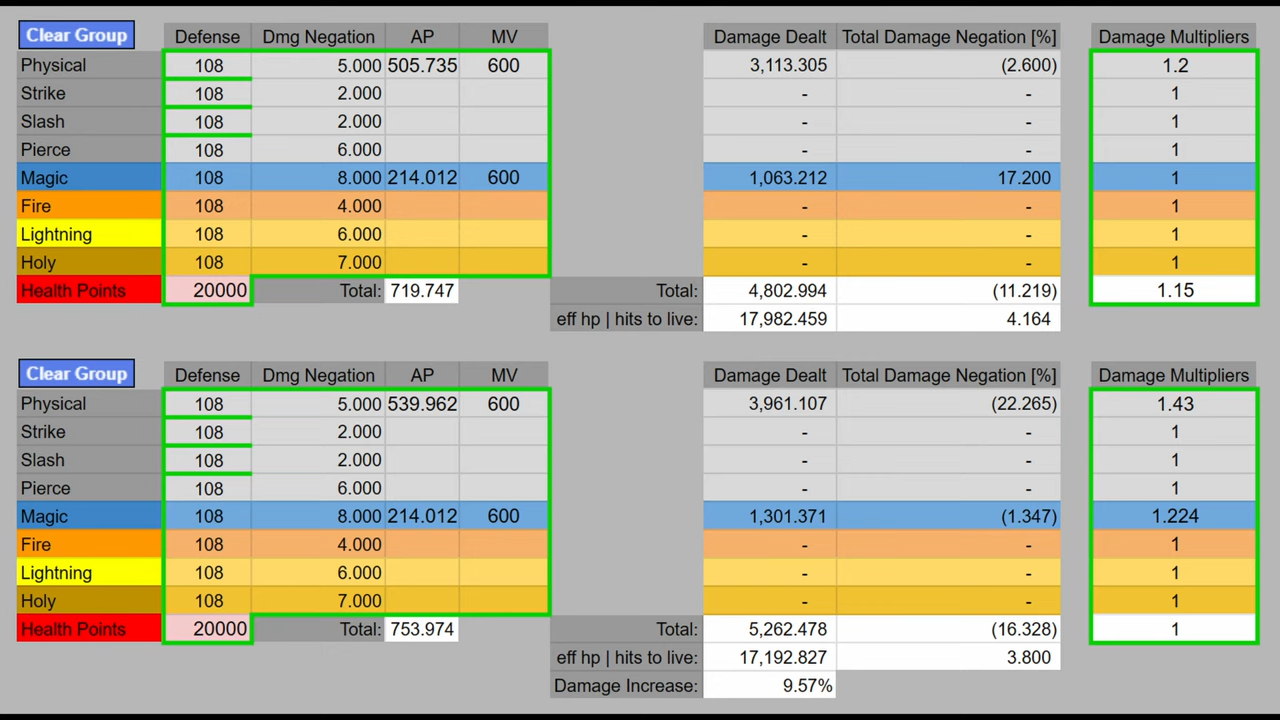 Clear Group Defense Dmg Negation AP MV Damage Dealt Total Damage Negation [%] Damage Multipliers
Physical 108 5.000 505.735 600 3,113.305 (2.600) 1.2
Strike 108 2.000 - - 1
Slash 108 2.000 - - 1
Pierce 108 6.000 - - 1
Magic 108 8.000 214.012 600 1,063.212 17.200 1
Fire 108 4.000 - - 1
Lightning 108 6.000 - - 1
Holy 108 7.000 - - 1
Health Points 20000 Total: 719.747 Total: 4,802.994 (11.219) 1.15
eff hp | hits to live: 17,982.459 4.164
Clear Group Defense Dmg Negation AP MV Damage Dealt Total Damage Negation [%] Damage Multipliers
Physical 108 5.000 539.962 600 3,961.107 (22.265) 1.43
Strike 108 2.000 - - 1
Slash 108 2.000 - - 1
Pierce 108 6.000 - - 1
Magic 108 8.000 214.012 600 1,301.371 (1.347) 1.224
Fire 108 4.000 - - 1
Lightning 108 6.000 - - 1
Holy 108 7.000 - - 1
Health Points 20000 Total: 753.974 Total: 5,262.478 (16.328) 1
eff hp | hits to live: 17,192.827 3.800
Damage Increase: 9.57%